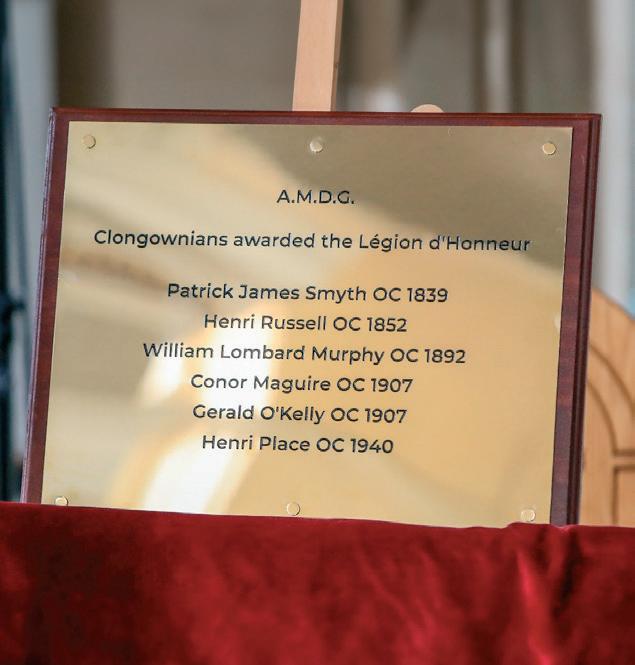 A.M.D.G.
Clongownians awarded the Légion d'Honneur
Patrick James Smyth OC 1839
Henri Russell OC 1852
William Lombard Murphy OC 1892
Conor Maguire OC 1907
Gerald O'Kelly OC 1907
Henri Place OC 1940